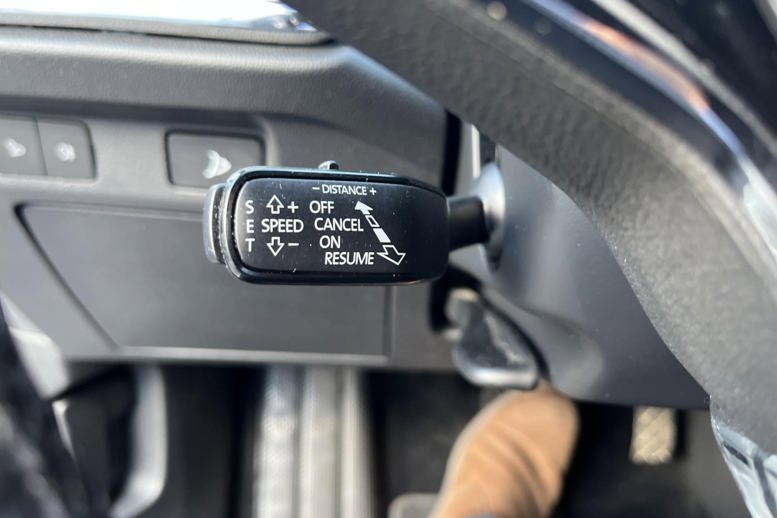 − DISTANCE +
S + OFF
E SPEED CANCEL
T − ON
RESUME